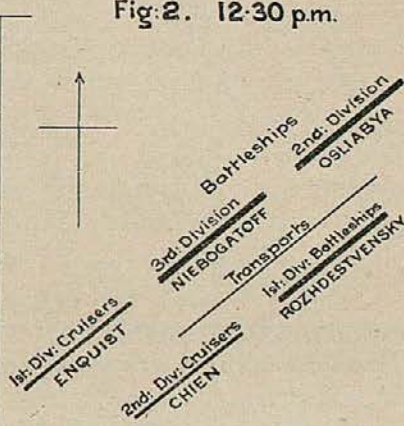 Fig:2. 12·30 p.m.
Battleships
2nd: Division
OSLIABYA
3rd: Division
NIEBOGATOFF
Transports
1st: Div: Battleships
ROZHDESTVENSKY
1st: Div: Cruisers
ENQUIST
2nd: Div: Cruisers
CHIEN